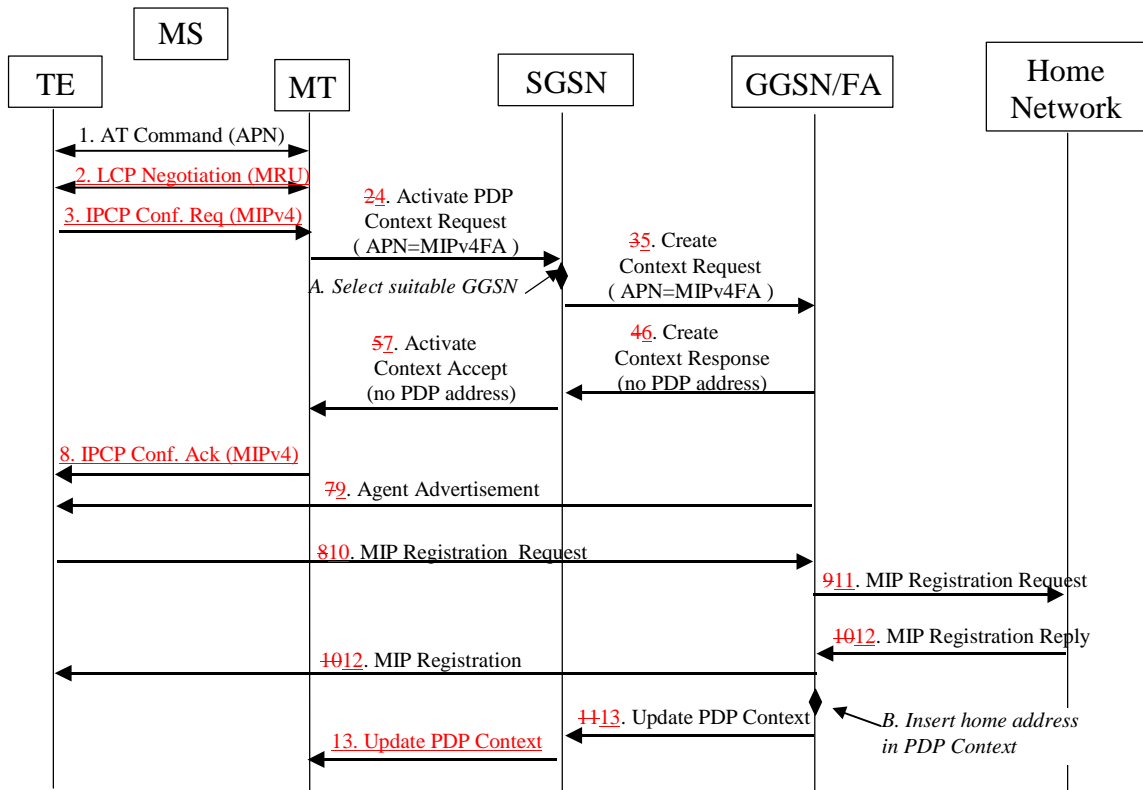 MS
TE
MT
SGSN
GGSN/FA
Home
Network
1. AT Command (APN)
2. LCP Negotiation (MRU)
3. IPCP Conf. Req (MIPv4)
24. Activate PDP
Context Request
( APN=MIPv4FA )
A. Select suitable GGSN
35. Create
Context Request
( APN=MIPv4FA )
46. Create
Context Response
(no PDP address)
57. Activate
Context Accept
(no PDP address)
8. IPCP Conf. Ack (MIPv4)
79. Agent Advertisement
810. MIP Registration Request
911. MIP Registration Request
1012. MIP Registration Reply
1012. MIP Registration
1113. Update PDP Context
B. Insert home address
in PDP Context
13. Update PDP Context